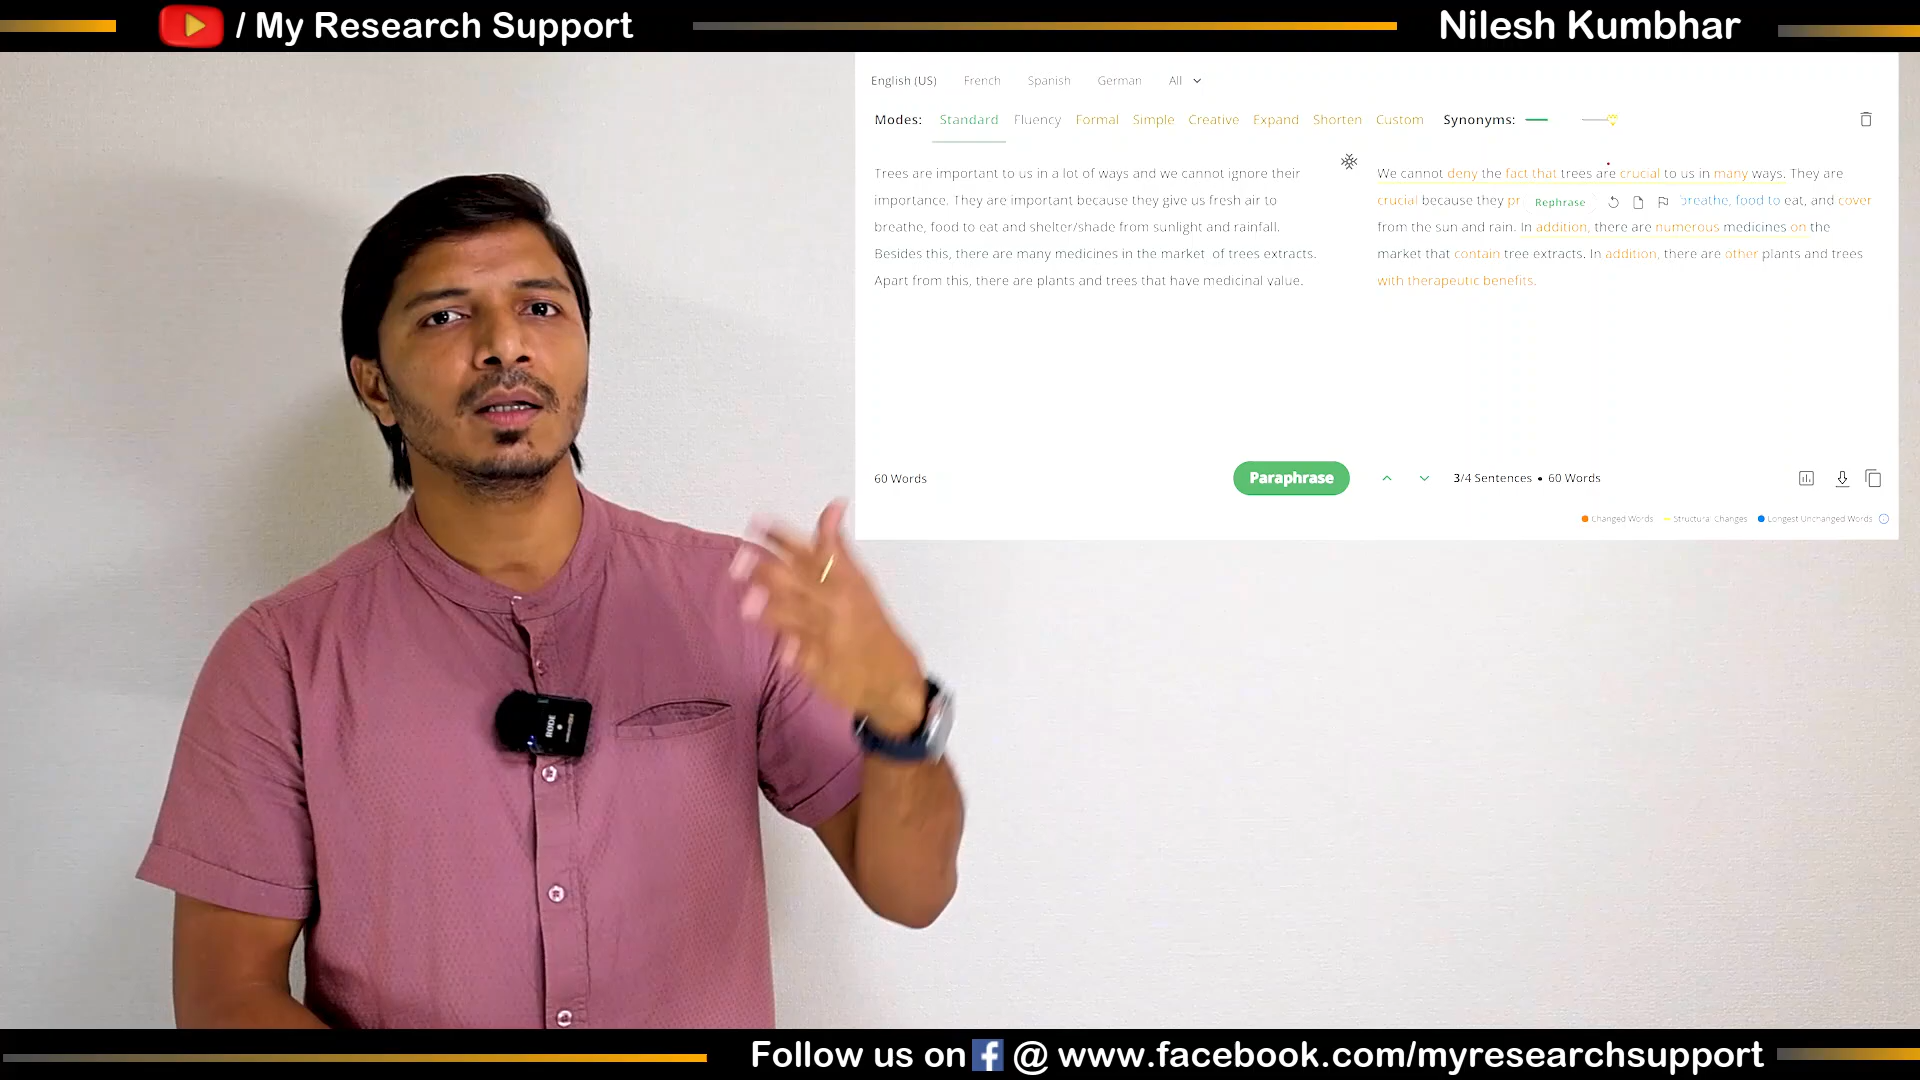 / My Research Support
Nilesh Kumbhar
English (US) French Spanish German All
Modes: Standard Fluency Formal Simple Creative Expand Shorten Custom Synonyms:
Trees are important to us in a lot of ways and we cannot ignore their
importance. They are important because they give us fresh air to
breathe, food to eat and shelter/shade from sunlight and rainfall.
Besides this, there are many medicines in the market of trees extracts.
Apart from this, there are plants and trees that have medicinal value.
We cannot deny the fact that trees are crucial to us in many ways. They are
crucial because they pr
Rephrase
breathe, food to eat, and cover
from the sun and rain. In addition, there are numerous medicines on the
market that contain tree extracts. In addition, there are other plants and trees
with therapeutic benefits.
60 Words
Paraphrase
3/4 Sentences • 60 Words
Changed Words Structural Changes Longest Unchanged Words
RODE
Follow us on f @ www.facebook.com/myresearchsupport